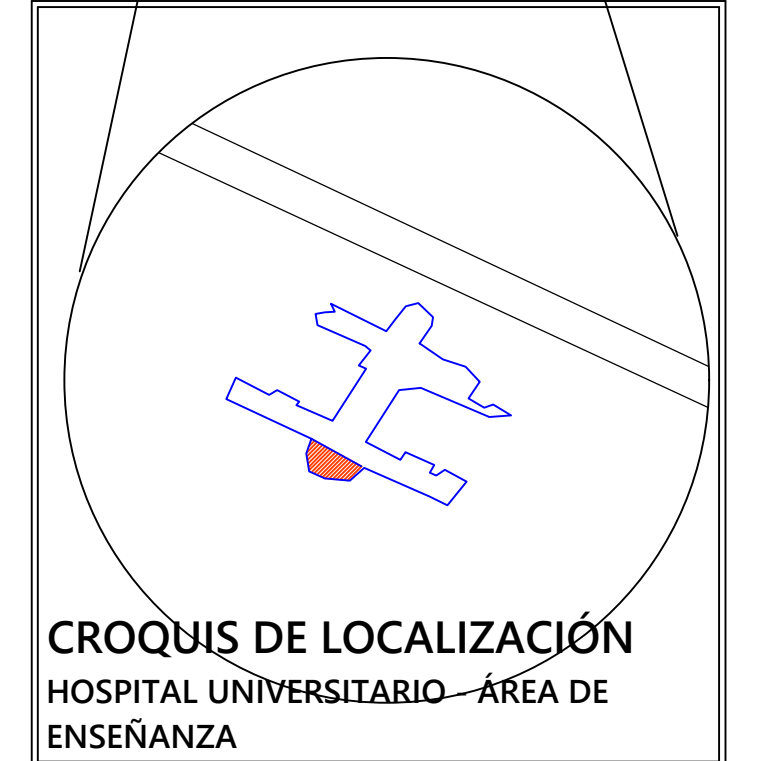 CROQUIS DE LOCALIZACIÓN
HOSPITAL UNIVERSITARIO - ÁREA DE
ENSEÑANZA